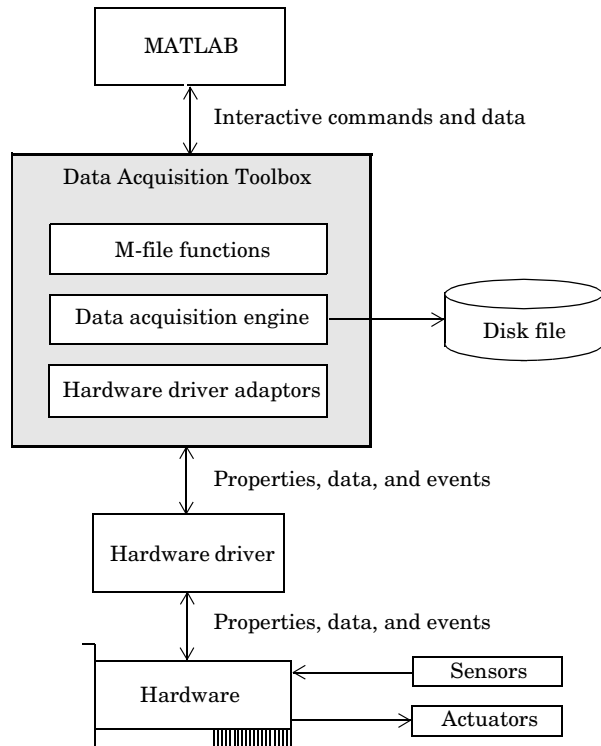 MATLAB
Interactive commands and data
Data Acquisition Toolbox
M-file functions
Data acquisition engine
Disk file
Hardware driver adaptors
Properties, data, and events
Hardware driver
Properties, data, and events
Hardware
Sensors
Actuators